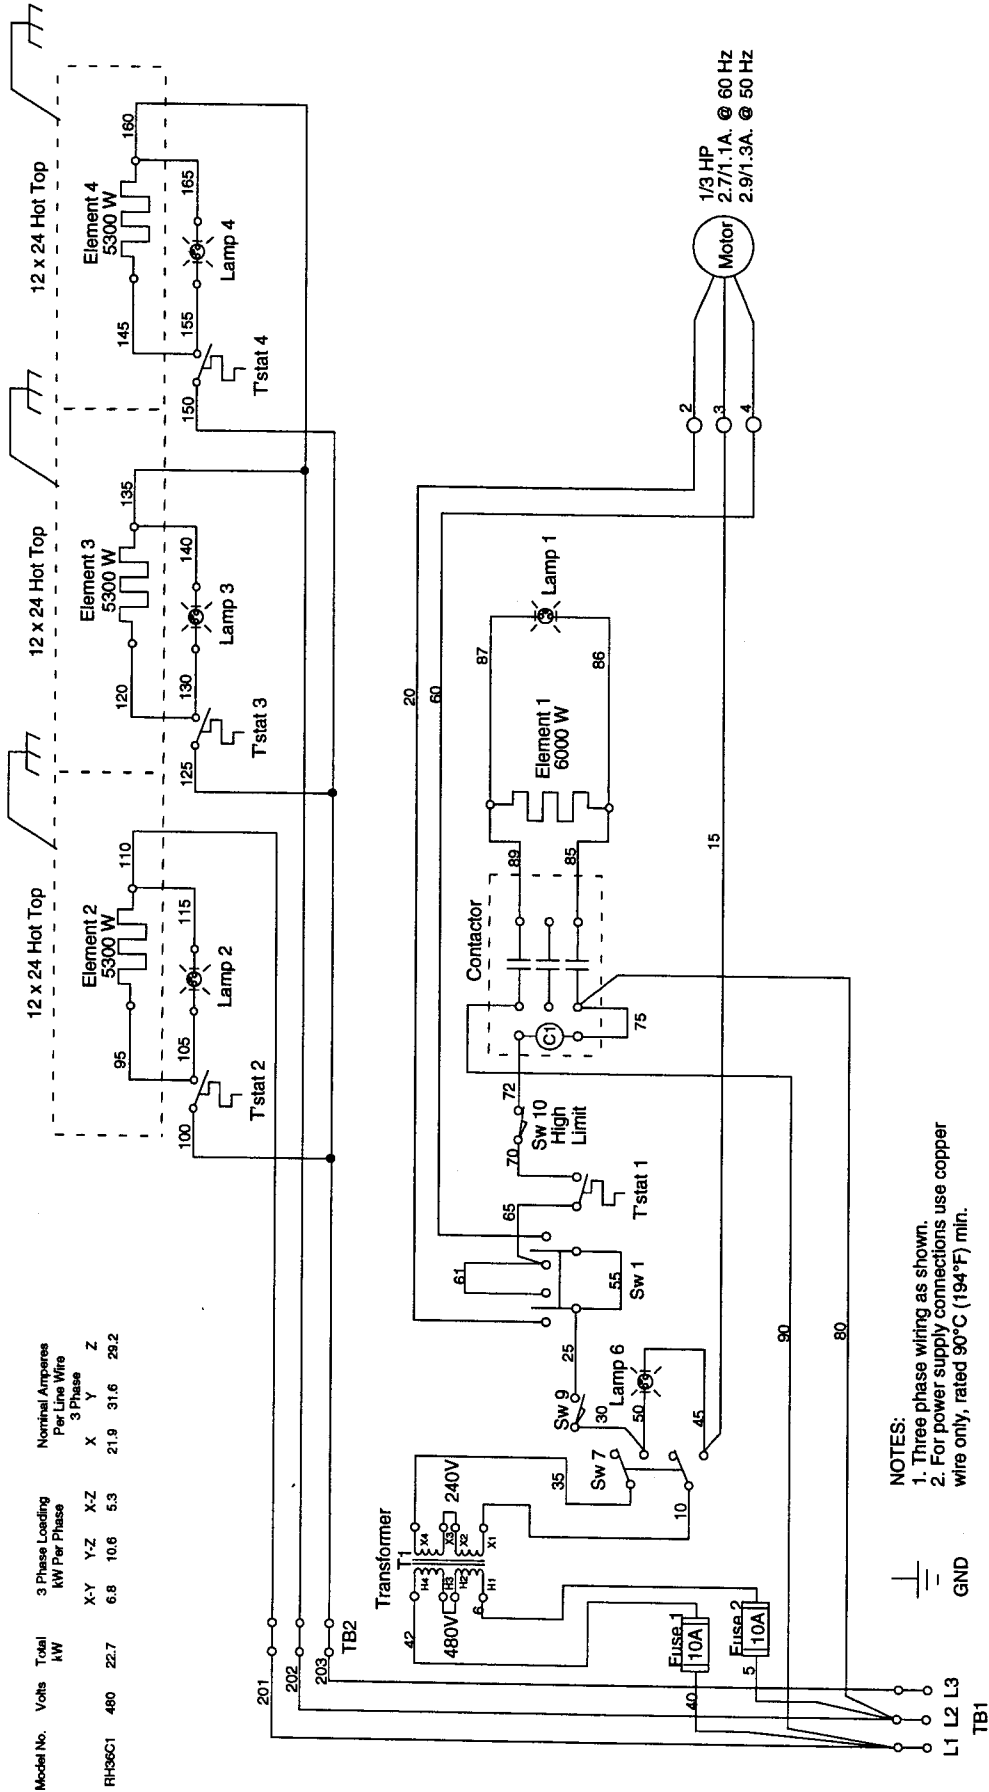 Model No. Volts Total kW 3 Phase Loading kW Per Phase Nominal Amperes Per Line Wire 3 Phase
X-Y Y-Z X-Z X Y Z
RH36C1 480 22.7 6.8 10.6 5.3 21.9 31.6 29.2
12 x 24 Hot Top
12 x 24 Hot Top
12 x 24 Hot Top
Element 2
5300 W
95
110
115
105
100
Lamp 2
T'stat 2
Element 3
5300 W
120
135
140
130
125
Lamp 3
T'stat 3
Element 4
5300 W
145
160
165
155
150
Lamp 4
T'stat 4
201
202
203
TB2
Transformer
T1
42
480V
H4
H3
H2
H1
6
X4
X3
X2
X1
240V
35
10
Sw 7
Sw 9
30
25
Lamp 6
50
45
61
55
Sw 1
65
T'stat 1
70
Sw 10
High
Limit
72
Contactor
C1
75
89
85
Element 1
6000 W
87
86
Lamp 1
20
60
15
2
3
4
Motor
1/3 HP
2.7/1.1A. @ 60 Hz
2.9/1.3A. @ 50 Hz
Fuse 1
10A
40
Fuse 2
10A
5
90
80
L1 L2 L3
TB1
GND
NOTES:
1. Three phase wiring as shown.
2. For power supply connections use copper
wire only, rated 90°C (194°F) min.